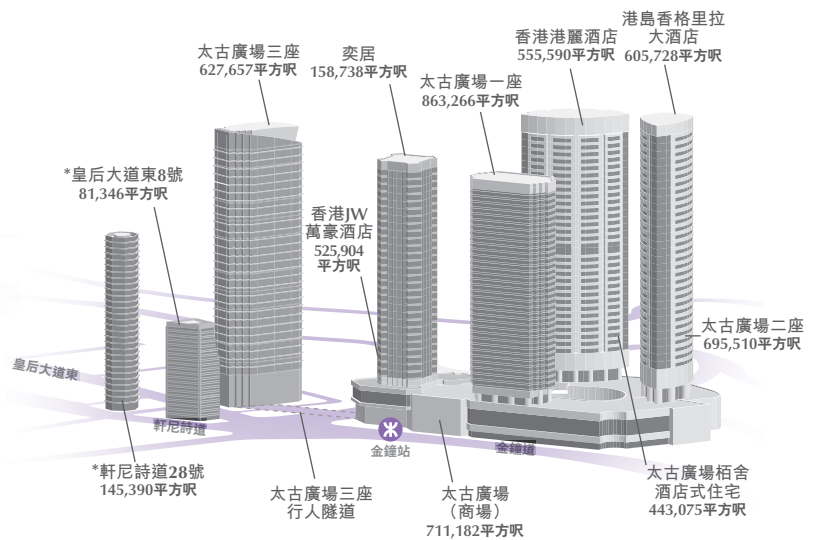 港島香格里拉
大酒店
605,728平方呎
香港港麗酒店
555,590平方呎
太古廣場三座
627,657平方呎
奕居
158,738平方呎
太古廣場一座
863,266平方呎
*皇后大道東8號
81,346平方呎
香港JW
萬豪酒店
525,904
平方呎
太古廣場二座
695,510平方呎
皇后大道東
軒尼詩道
金鐘站
金鐘道
*軒尼詩道28號
145,390平方呎
太古廣場三座
行人隧道
太古廣場
（商場）
711,182平方呎
太古廣場栢舍
酒店式住宅
443,075平方呎